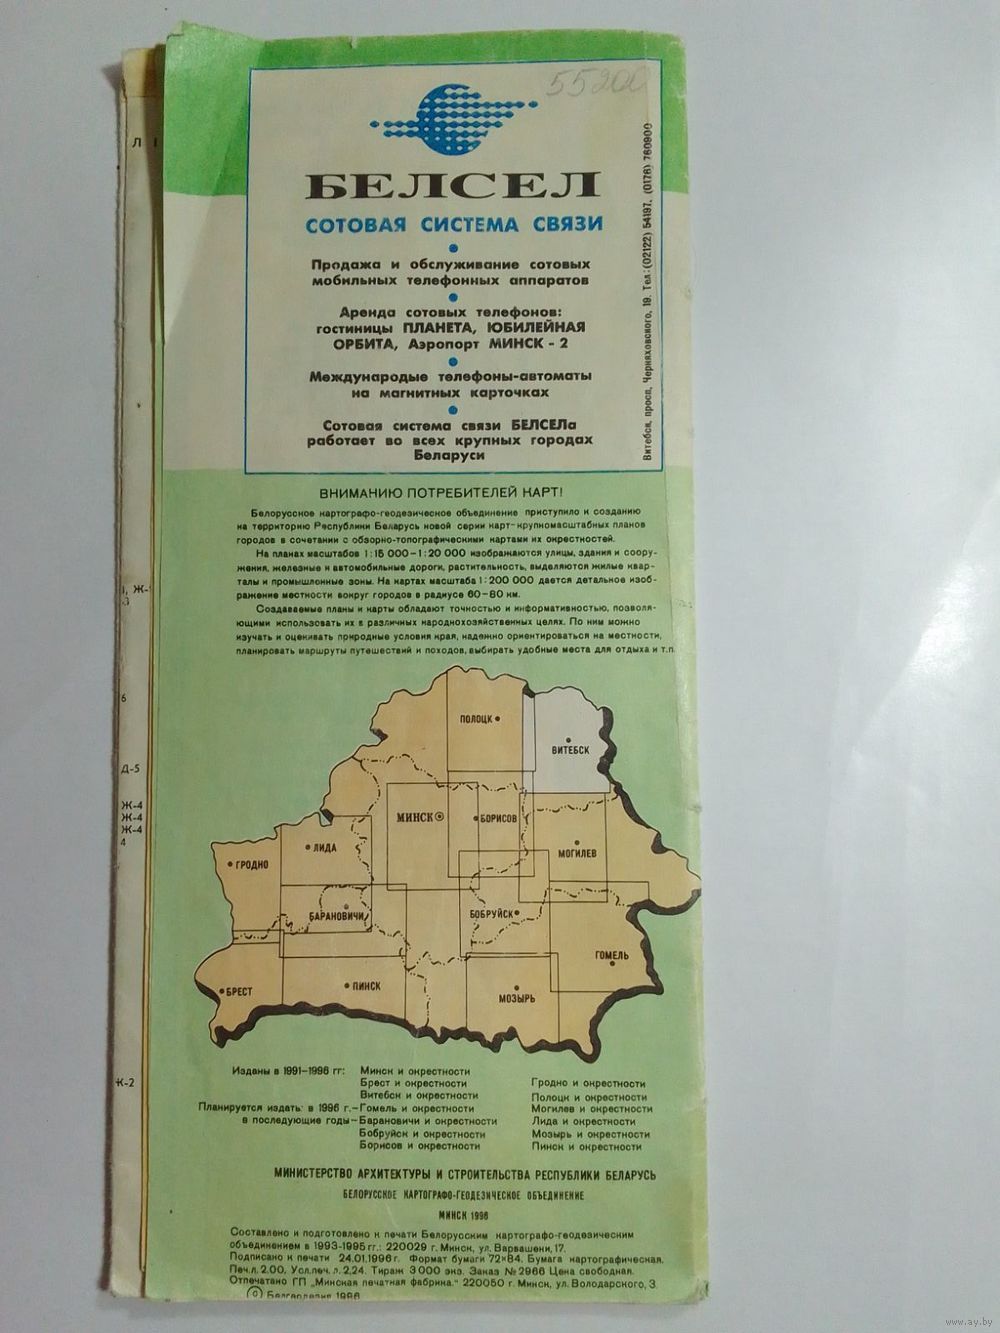 55200
БЕЛСЕЛ
СОТОВАЯ СИСТЕМА СВЯЗИ
Продажа и обслуживание сотовых
мобильных телефонных аппаратов
Аренда сотовых телефонов:
гостиницы ПЛАНЕТА, ЮБИЛЕЙНАЯ
ОРБИТА, Аэропорт МИНСК - 2
Международые телефоны-автоматы
на магнитных карточках
Сотовая система связи БЕЛСЕЛа
работает во всех крупных городах
Беларуси
Витебск, просп. Черняховского, 19. Тел: (02122) 54197, (0176) 760900
ВНИМАНИЮ ПОТРЕБИТЕЛЕЙ КАРТ!
Белорусское картографо-геодезическое объединение приступило к созданию
на территорию Республики Беларусь новой серии карт-крупномасштабных планов
городов в сочетании с обзорно-топографическими картами их окрестностей.
На планах масштабов 1:15 000-1:20 000 изображаются улицы, здания и соору-
жения, железные и автомобильные дороги, растительность, выделяются жилые квар-
талы и промышленные зоны. На картах масштаба 1:200 000 дается детальное изоб-
ражение местности вокруг городов в радиусе 60-80 км.
Создаваемые планы и карты обладают точностью и информативностью, позволя-
ющими использовать их в различных народнохозяйственных целях. По ним можно
изучать и оценивать природные условия края, надежно ориентироваться на местности,
планировать маршруты путешествий и походов, выбирать удобные места для отдыха и т.п.
ПОЛОЦК
ВИТЕБСК
МИНСК
БОРИСОВ
ЛИДА
МОГИЛЕВ
ГРОДНО
БАРАНОВИЧИ
БОБРУЙСК
ГОМЕЛЬ
БРЕСТ
ПИНСК
МОЗЫРЬ
Изданы в 1991-1996 гг: Минск и окрестности
Брест и окрестности Гродно и окрестности
Витебск и окрестности Полоцк и окрестности
Планируется издать: в 1996 г.-Гомель и окрестности Могилев и окрестности
в последующие годы-Барановичи и окрестности Лида и окрестности
Бобруйск и окрестности Мозырь и окрестности
Борисов и окрестности Пинск и окрестности
МИНИСТЕРСТВО АРХИТЕКТУРЫ И СТРОИТЕЛЬСТВА РЕСПУБЛИКИ БЕЛАРУСЬ
БЕЛОРУССКОЕ КАРТОГРАФО-ГЕОДЕЗИЧЕСКОЕ ОБЪЕДИНЕНИЕ
МИНСК 1996
Составлено и подготовлено к печати Белорусским картографо-геодезическим
объединением в 1993-1995 гг.: 220029 г. Минск, ул. Варвашени, 17.
Подписано к печати 24.01.1996 г. Формат бумаги 72×84. Бумага картографическая.
Печ.л. 2.00. Усл.печ. л. 2,24. Тираж 3 000 экз. Заказ № 2966 Цена свободная.
Отпечатано ГП „Минская печатная фабрика." 220050 г. Минск, ул. Володарского, 3.
© Белгеодезия 1996
Л
Ж-
3
6
Д-5
Ж-4
Ж-4
Ж-4
4
К-2
www.ay.by